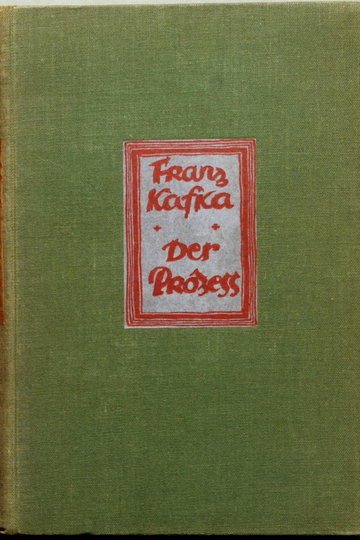 Franz
Kafka
Der
Prozess